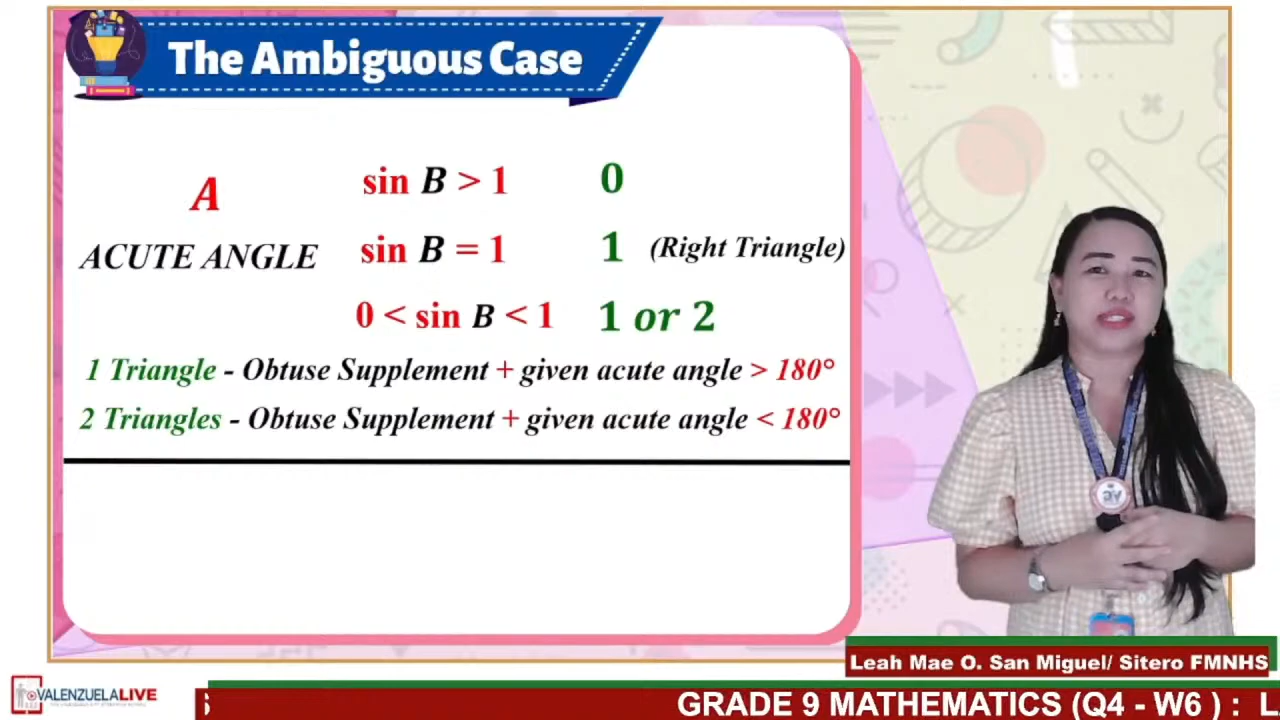 The Ambiguous Case
A
ACUTE ANGLE
sin B > 1 0
sin B = 1 1 (Right Triangle)
0 < sin B < 1 1 or 2
1 Triangle - Obtuse Supplement + given acute angle > 180°
2 Triangles - Obtuse Supplement + given acute angle < 180°
Leah Mae O. San Miguel/ Sitero FMNHS
VALENZUELALIVE
S GRADE 9 MATHEMATICS (Q4 - W6 ) : L